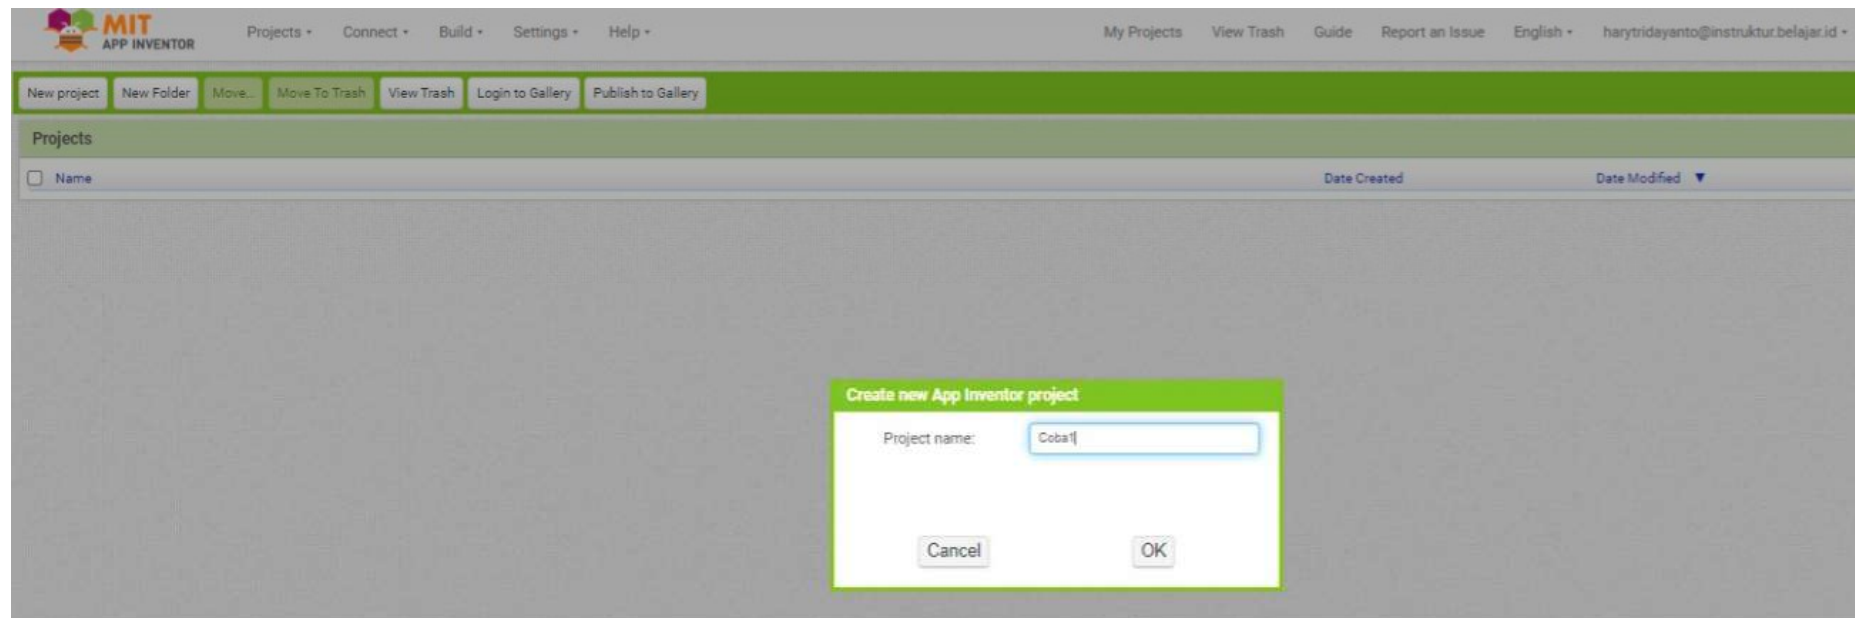 MIT
APP INVENTOR
Projects Connect Build Settings Help My Projects View Trash Guide Report an Issue English harytridayanto@instruktur.belajar.id
New project New Folder Move... Move To Trash View Trash Login to Gallery Publish to Gallery
Projects
Name Date Created Date Modified ▼
Create new App Inventor project
Project name: Coba1
Cancel OK